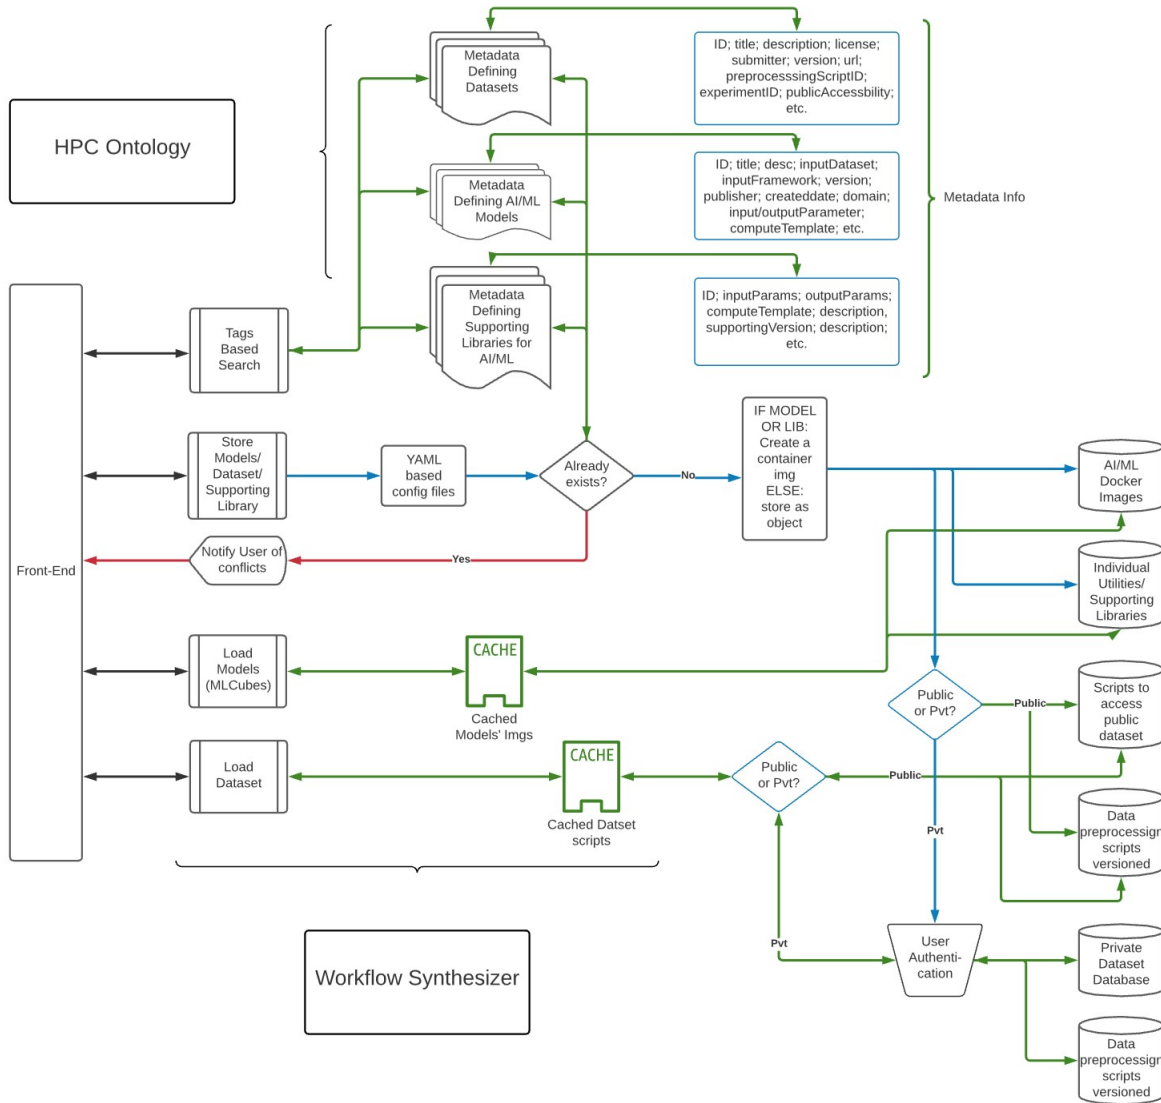 Metadata
Defining
Datasets
ID; title; description; license;
submitter; version; url;
preprocesssingScriptID;
experimentID; publicAccessbility;
etc.
HPC Ontology
Metadata
Defining AI/ML
Models
ID; title; desc; inputDataset;
inputFramework; version;
publisher; createddate; domain;
input/outputParameter;
computeTemplate; etc.
Metadata Info
Metadata
Defining
Supporting
Libraries for
AI/ML
ID; inputParams; outputParams;
computeTemplate; description,
supportingVersion; description;
etc.
Tags
Based
Search
Front-End
Store
Models/
Dataset/
Supporting
Library
YAML
based
config files
Already
exists?
No
IF MODEL
OR LIB:
Create a
container
img
ELSE:
store as
object
AI/ML
Docker
Images
Notify User of
conflicts
Yes
Individual
Utilities/
Supporting
Libraries
Load
Models
(MLCubes)
CACHE
Cached
Models' Imgs
Public
or Pvt?
Public
Scripts to
access
public
dataset
Load
Dataset
CACHE
Cached Datset
scripts
Public
or Pvt?
Public
Pvt
Data
preprocessign
scripts
versioned
Workflow Synthesizer
Pvt
User
Authenti-
cation
Private
Dataset
Database
Data
preprocessign
scripts
versioned